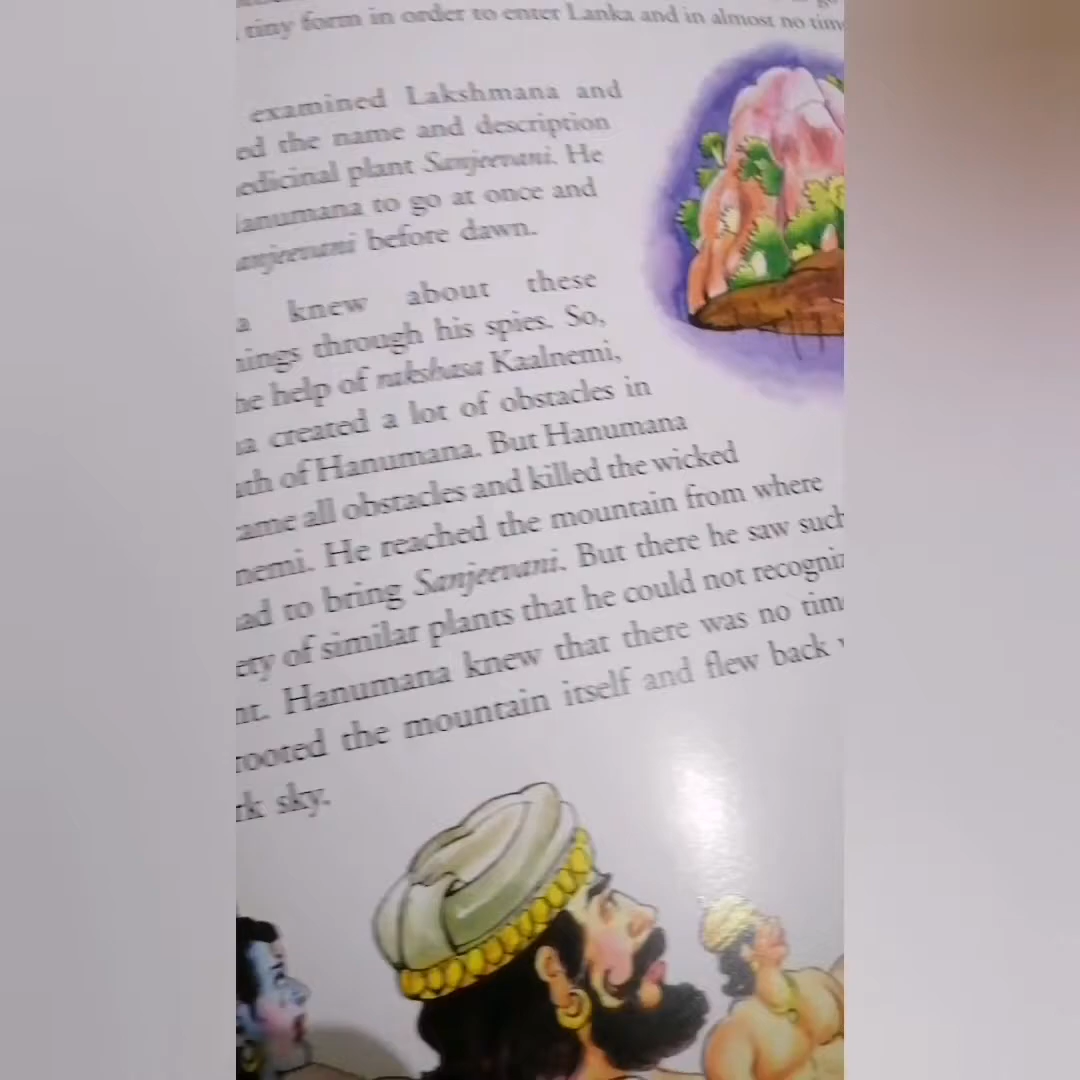 tiny form in order to enter Lanka and in almost no time
examined Lakshmana and
ed the name and description
edicinal plant Sanjeevani. He
anumana to go at once and
anjeevani before dawn.
a knew about these
ings through his spies. So,
he help of rakshasa Kaalnemi,
a created a lot of obstacles in
th of Hanumana. But Hanumana
ame all obstacles and killed the wicked
nemi. He reached the mountain from where
ad to bring Sanjeevani. But there he saw such
ety of similar plants that he could not recogniz
nt. Hanumana knew that there was no time
rooted the mountain itself and flew back
rk sky.